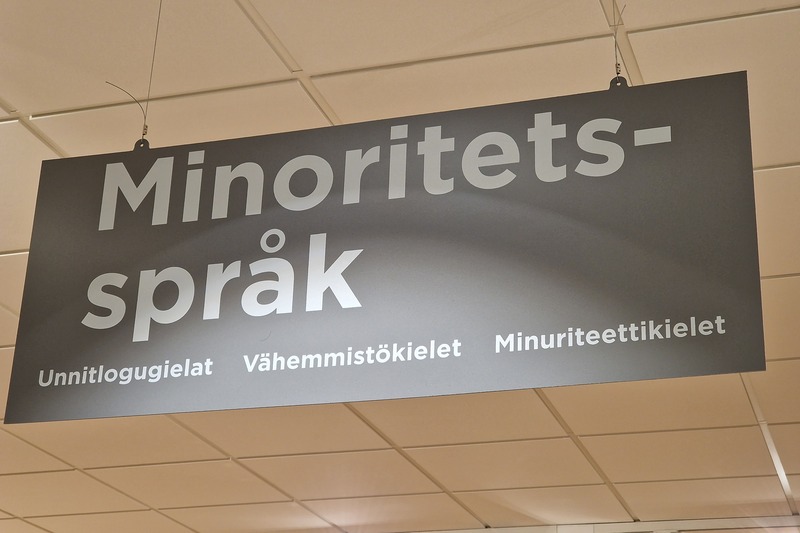 Minoritets-
språk
Unnitlogugielat Vähemmistökielet Minuriteettikielet